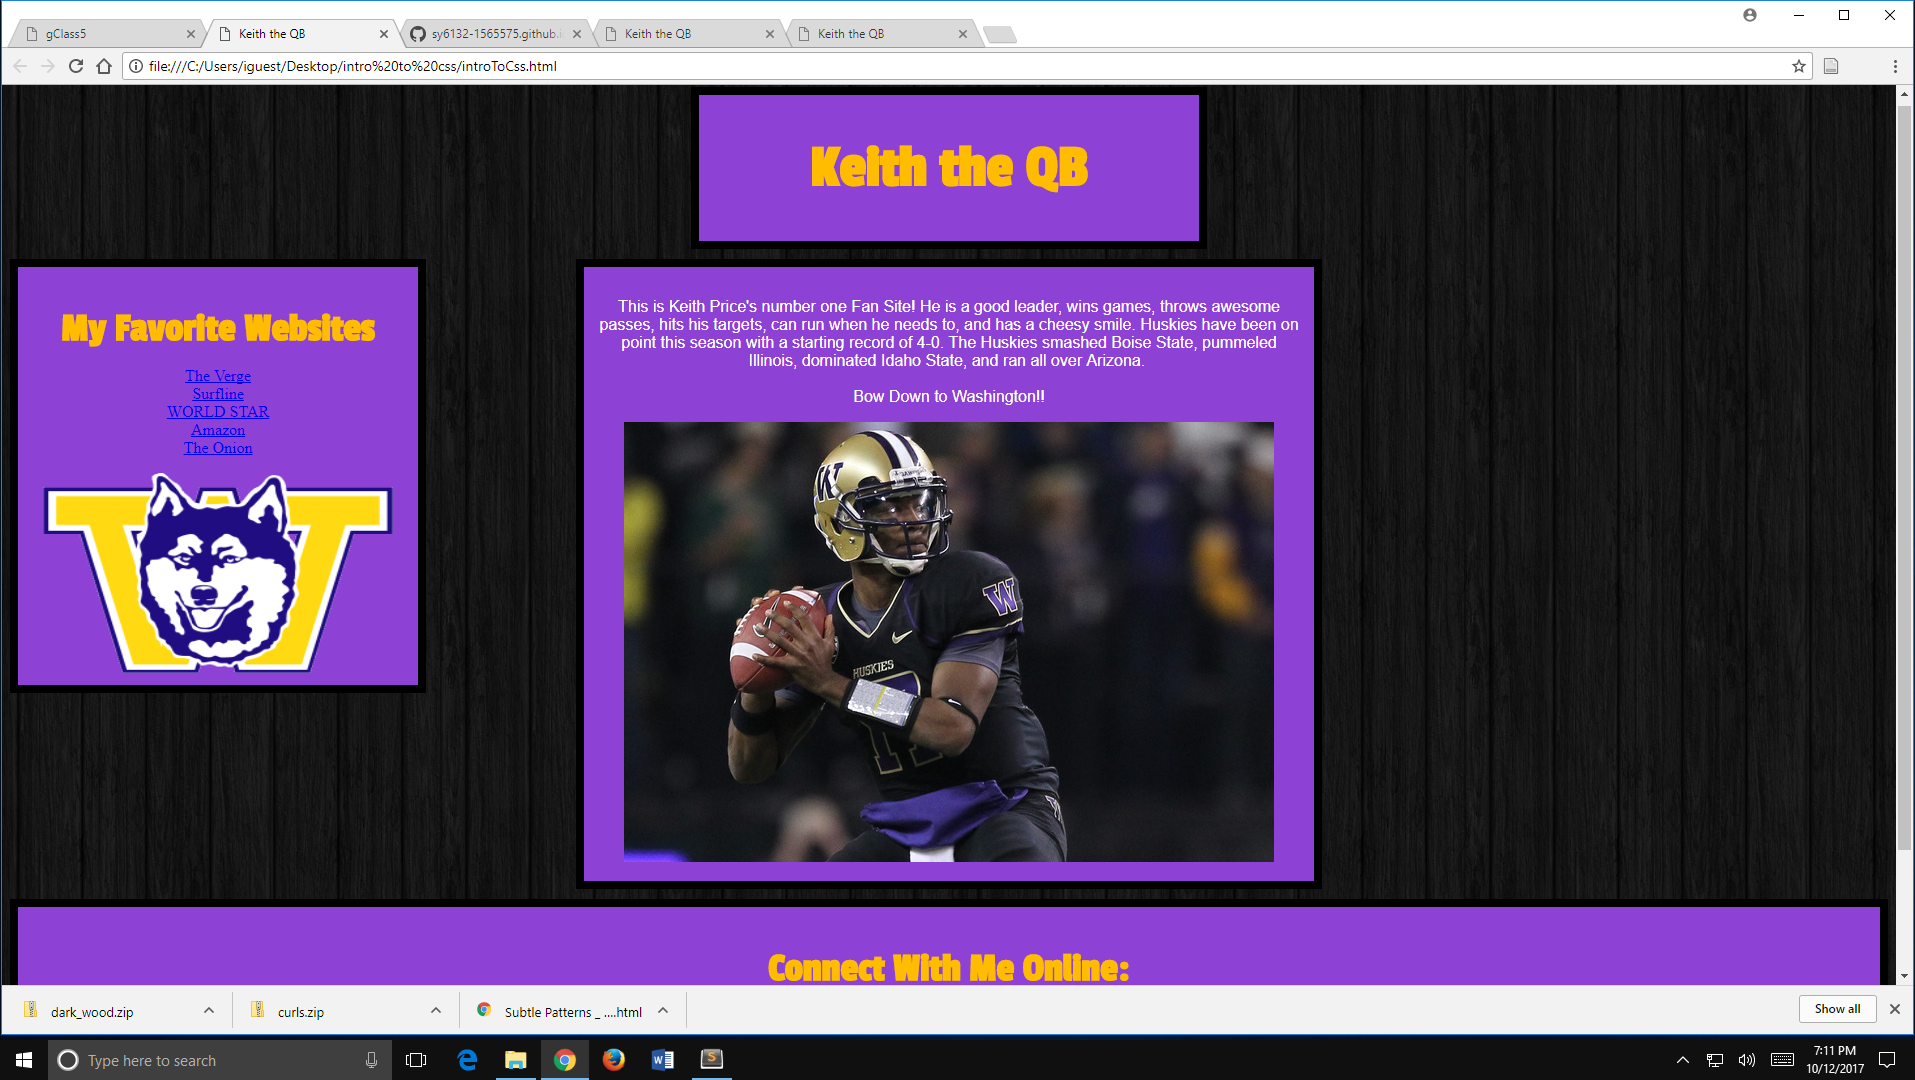 gClass5
Keith the QB
sy6132-1565575.github.i
Keith the QB
Keith the QB
file:///C:/Users/iguest/Desktop/intro%20to%20css/introToCss.html
Keith the QB
My Favorite Websites
The Verge
Surfline
WORLD STAR
Amazon
The Onion
This is Keith Price's number one Fan Site! He is a good leader, wins games, throws awesome
passes, hits his targets, can run when he needs to, and has a cheesy smile. Huskies have been on
point this season with a starting record of 4-0. The Huskies smashed Boise State, pummeled
Illinois, dominated Idaho State, and ran all over Arizona.
Bow Down to Washington!!
W
W
HUSKIES
Connect With Me Online:
dark_wood.zip
curls.zip
Subtle Patterns _ ....html
Show all
Type here to search
7:11 PM
10/12/2017